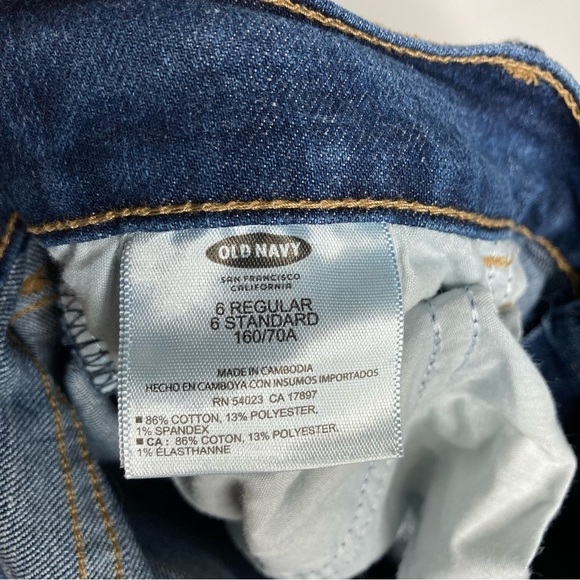 OLD NAVY
SAN FRANCISCO
CALIFORNIA
6 REGULAR
6 STANDARD
160/70A
MADE IN CAMBODIA
HECHO EN CAMBOYA CON INSUMOS IMPORTADOS
RN 54023 CA 17897
■ 86% COTTON, 13% POLYESTER,
1% SPANDEX
■ CA : 86% COTON, 13% POLYESTER,
1% ÉLASTHANNE